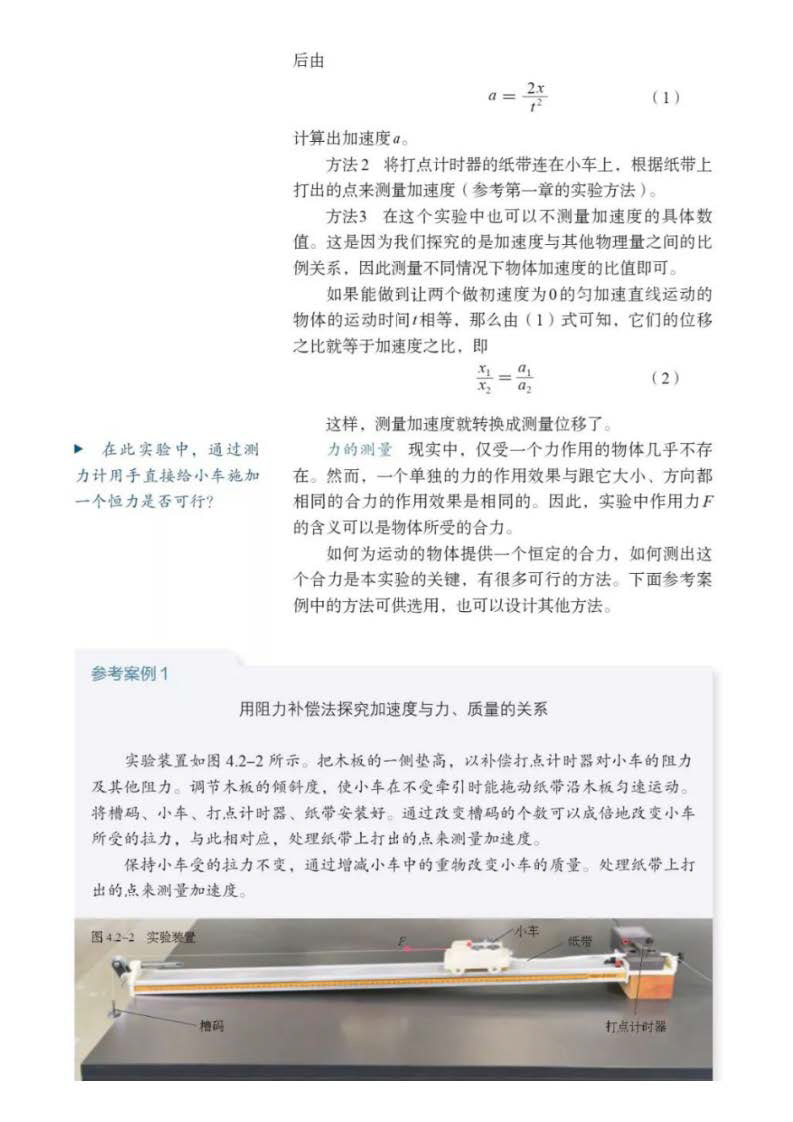 后由
a = 2x/t² （1）
计算出加速度a。
方法2 将打点计时器的纸带连在小车上，根据纸带上
打出的点来测量加速度（参考第一章的实验方法）。
方法3 在这个实验中也可以不测量加速度的具体数
值。这是因为我们探究的是加速度与其他物理量之间的比
例关系，因此测量不同情况下物体加速度的比值即可。
如果能做到让两个做初速度为0的匀加速直线运动的
物体的运动时间t相等，那么由（1）式可知，它们的位移
之比就等于加速度之比，即
x₁/x₂ = a₁/a₂ （2）
这样，测量加速度就转换成测量位移了。
力的测量 现实中，仅受一个力作用的物体几乎不存
在。然而，一个单独的力的作用效果与跟它大小、方向都
相同的合力的作用效果是相同的。因此，实验中作用力F
的含义可以是物体所受的合力。
如何为运动的物体提供一个恒定的合力，如何测出这
个合力是本实验的关键，有很多可行的方法。下面参考案
例中的方法可供选用，也可以设计其他方法。
▶ 在此实验中，通过测
力计用手直接给小车施加
一个恒力是否可行？
参考案例1
用阻力补偿法探究加速度与力、质量的关系
实验装置如图 4.2-2 所示。把木板的一侧垫高，以补偿打点计时器对小车的阻力
及其他阻力。调节木板的倾斜度，使小车在不受牵引时能拖动纸带沿木板匀速运动。
将槽码、小车、打点计时器、纸带安装好。通过改变槽码的个数可以成倍地改变小车
所受的拉力，与此相对应，处理纸带上打出的点来测量加速度。
保持小车受的拉力不变，通过增减小车中的重物改变小车的质量。处理纸带上打
出的点来测量加速度。
图 4.2-2 实验装置
F
小车
纸带
槽码
打点计时器